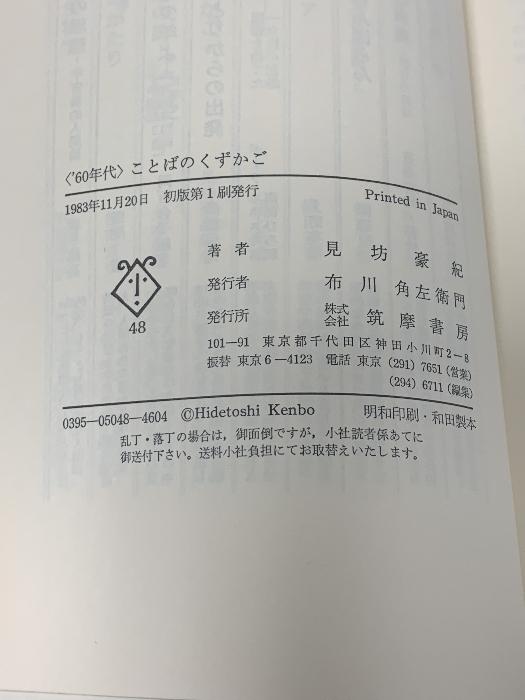 〈'60年代〉ことばのくずかご
1983年11月20日 初版第1刷発行 Printed in Japan
著者 見坊豪紀
発行者 布川角左衛門
発行所 株式会社 筑摩書房
101—91 東京都千代田区神田小川町2−8
振替 東京6−4123 電話 東京 (291) 7651 (営業)
(294) 6711 (編集)
小
48
0395—05048—4604 ©Hidetoshi Kenbo 明和印刷・和田製本
乱丁・落丁の場合は，御面倒ですが，小社読者係あてに
御送付下さい。送料小社負担にてお取替えいたします。